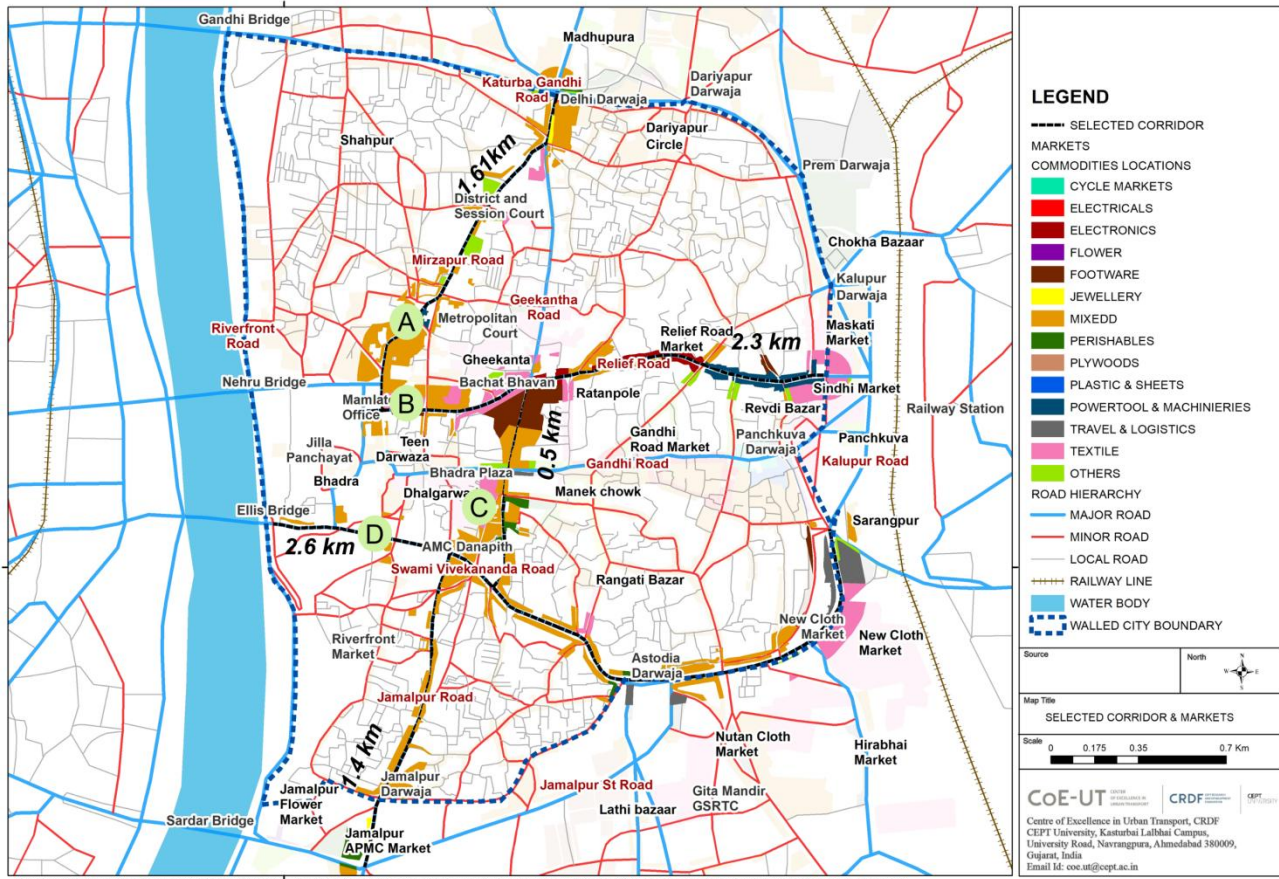 Gandhi Bridge
Madhupura
Katurba Gandhi
Road
Delhi Darwaja
Dariyapur
Darwaja
Shahpur
Dariyapur
Circle
1.61km
Prem Darwaja
District and
Session Court
Chokha Bazaar
Mirzapur Road
Kalupur
Darwaja
Geekantha
Road
A
Metropolitan
Court
Riverfront
Road
Relief Road
Market
2.3 km
Maskati
Market
Gheekanta
Relief Road
Nehru Bridge
Bachat Bhavan
Ratanpole
Sindhi Market
Mamlat
Office
B
Revdi Bazar
Railway Station
Teen
Darwaza
0.5 km
Gandhi
Road Market
Panchkuva
Darwaja
Panchkuva
Jilla
Panchayat
Bhadra
Bhadra Plaza
Gandhi Road
Kalupur Road
Dhalgarwa
C
Manek chowk
Ellis Bridge
Sarangpur
D
2.6 km
AMC Danapith
Swami Vivekananda Road
Rangati Bazar
Riverfront
Market
New Cloth
Market
New Cloth
Market
Astodia
Darwaja
Jamalpur Road
1.4 km
Nutan Cloth
Market
Hirabhai
Market
Jamalpur
Darwaja
Jamalpur
Flower
Market
Jamalpur St Road
Gita Mandir
GSRTC
Lathi bazaar
Sardar Bridge
Jamalpur
APMC Market
LEGEND
SELECTED CORRIDOR
MARKETS
COMMODITIES LOCATIONS
CYCLE MARKETS
ELECTRICALS
ELECTRONICS
FLOWER
FOOTWARE
JEWELLERY
MIXEDD
PERISHABLES
PLYWOODS
PLASTIC & SHEETS
POWERTOOL & MACHINIERIES
TRAVEL & LOGISTICS
TEXTILE
OTHERS
ROAD HIERARCHY
MAJOR ROAD
MINOR ROAD
LOCAL ROAD
RAILWAY LINE
WATER BODY
WALLED CITY BOUNDARY
Source
North
N
W E
S
Map Title
SELECTED CORRIDOR & MARKETS
Scale
0 0.175 0.35 0.7 Km
CoE-UT CENTER OF EXCELLENCE IN URBAN TRANSPORT
CRDF
CEPT
UNIVERSITY
Centre of Excellence in Urban Transport, CRDF
CEPT University, Kasturbai Lalbhai Campus,
University Road, Navrangpura, Ahmedabad 380009,
Gujarat, India
Email Id: coe.ut@cept.ac.in